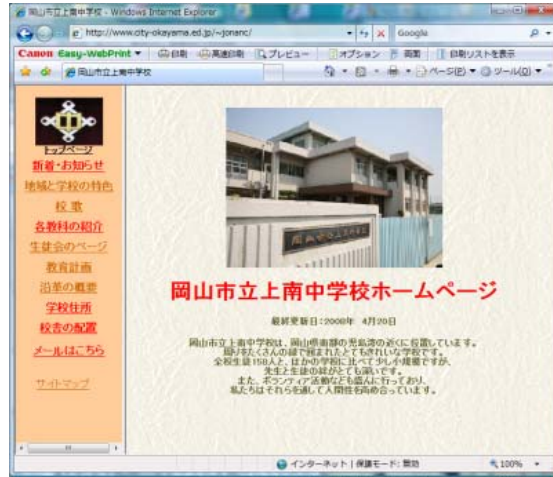 岡山市立上南中学校 - Windows Internet Explorer
http://www.city-okayama.ed.jp/~jonanc/
Google
Canon Easy-WebPrint
印刷
高速印刷
プレビュー
オプション
両面
印刷リストを表示
岡山市立上南中学校
ページ(P)
ツール(O)
トップページ
新着・お知らせ
地域と学校の特色
校 歌
各教科の紹介
生徒会のページ
教育計画
沿革の概要
学校住所
校舎の配置
メールはこちら
サイトマップ
岡山市立上南中学校ホームページ
最終更新日:2008年 4月20日
岡山市立上南中学校は、岡山県南部の児島湾の近くに位置しています。
周りをたくさんの緑で囲まれたとてもきれいな学校です。
全校生徒158人と、ほかの学校に比べて少し小規模ですが、
先生と生徒の絆がとても深いです。
また、ボランティア活動なども盛んに行っており、
私たちはそれらを通して人間性を高め合っています。
インターネット | 保護モード: 無効
100%